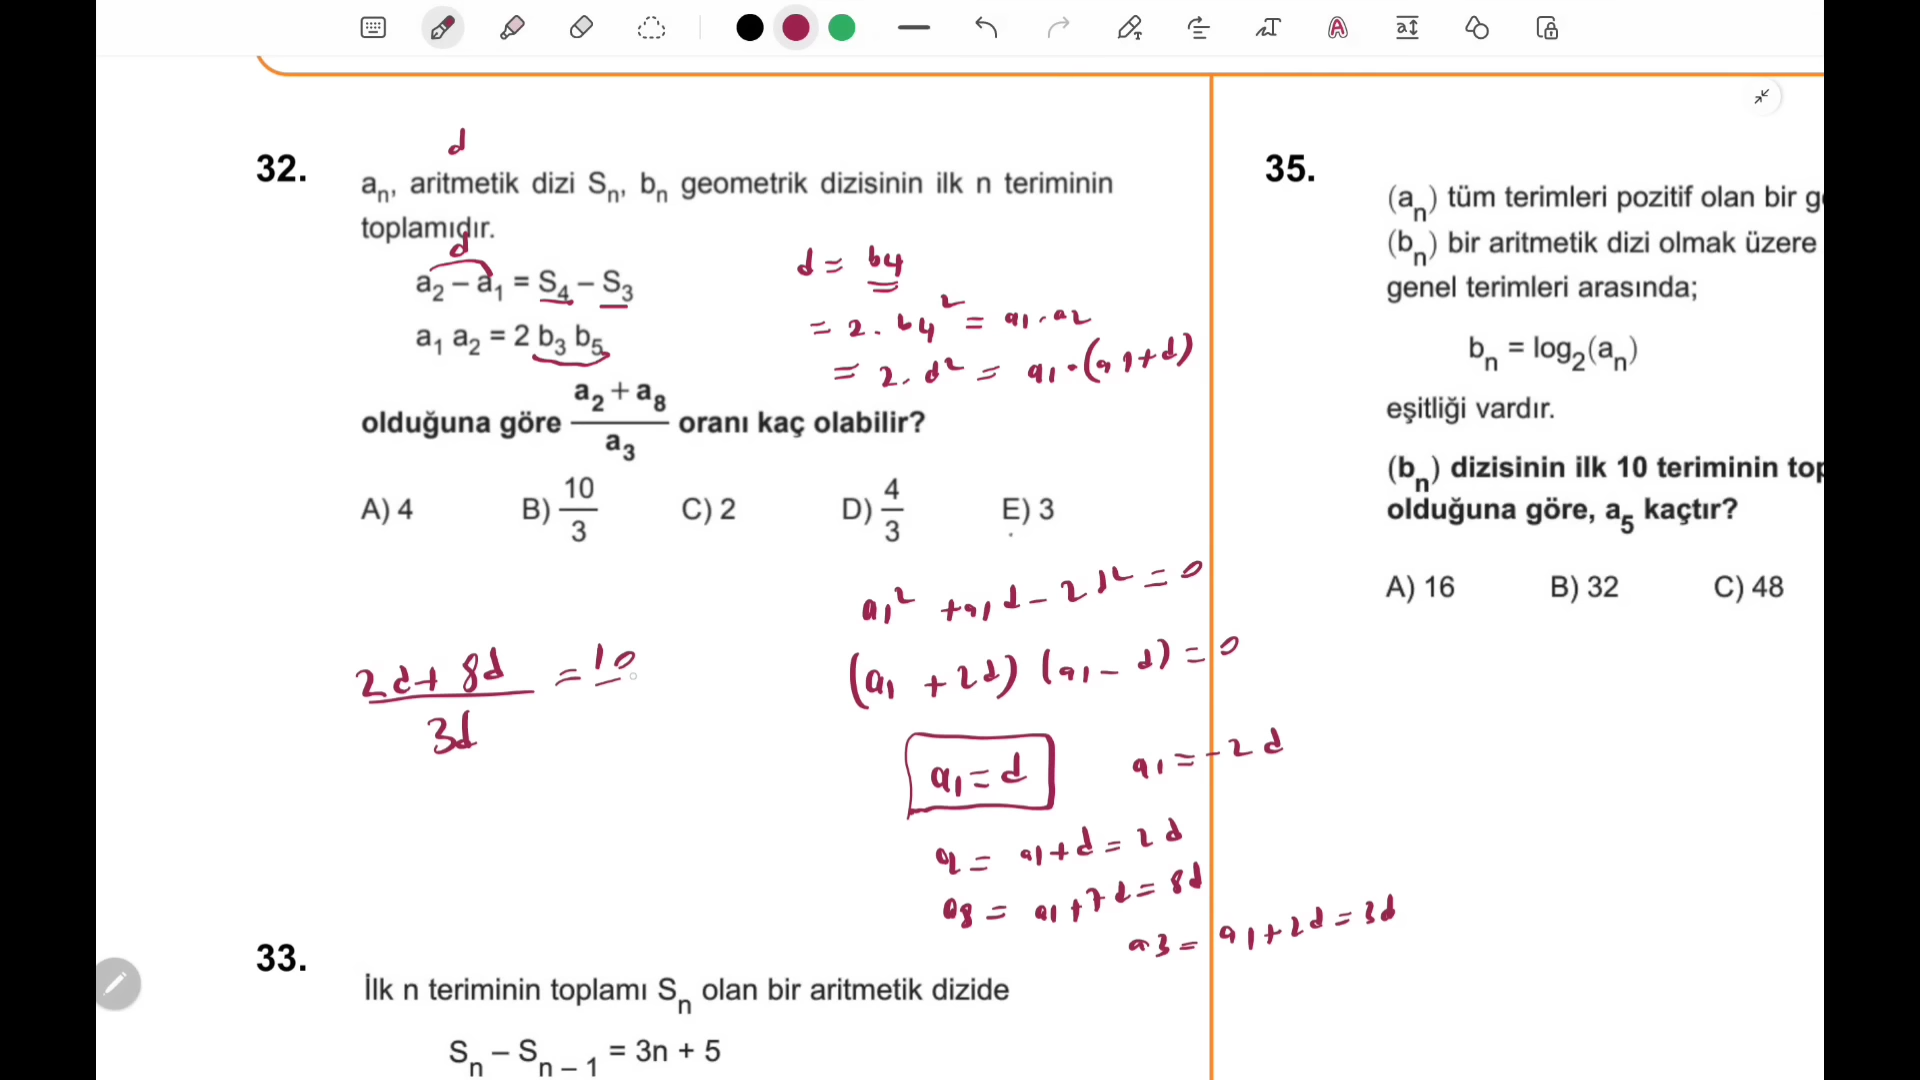 32.
d
aₙ, aritmetik dizi Sₙ, bₙ geometrik dizisinin ilk n teriminin
toplamıdır.
d
a₂ – a₁ = S₄ – S₃
a₁ a₂ = 2 b₃ b₅
olduğuna göre (a₂ + a₈)/a₃ oranı kaç olabilir?
A) 4 B) 10/3 C) 2 D) 4/3 E) 3
d = b4
= 2 . b4² = a1 . a2
= 2 . d² = a1 . (a1 + d)
a1² + a1 d – 2d² = 0
(a1 + 2d) (a1 – d) = 0
a1 = d
a1 = –2d
a2 = a1 + d = 2d
a8 = a1 + 7d = 8d
a3 = a1 + 2d = 3d
(2d + 8d)/3d = 10
33.
İlk n teriminin toplamı Sₙ olan bir aritmetik dizide
Sₙ – Sₙ₋₁ = 3n + 5
35.
(aₙ) tüm terimleri pozitif olan bir
(bₙ) bir aritmetik dizi olmak üzere
genel terimleri arasında;
bₙ = log₂(aₙ)
eşitliği vardır.
(bₙ) dizisinin ilk 10 teriminin
olduğuna göre, a₅ kaçtır?
A) 16 B) 32 C) 48